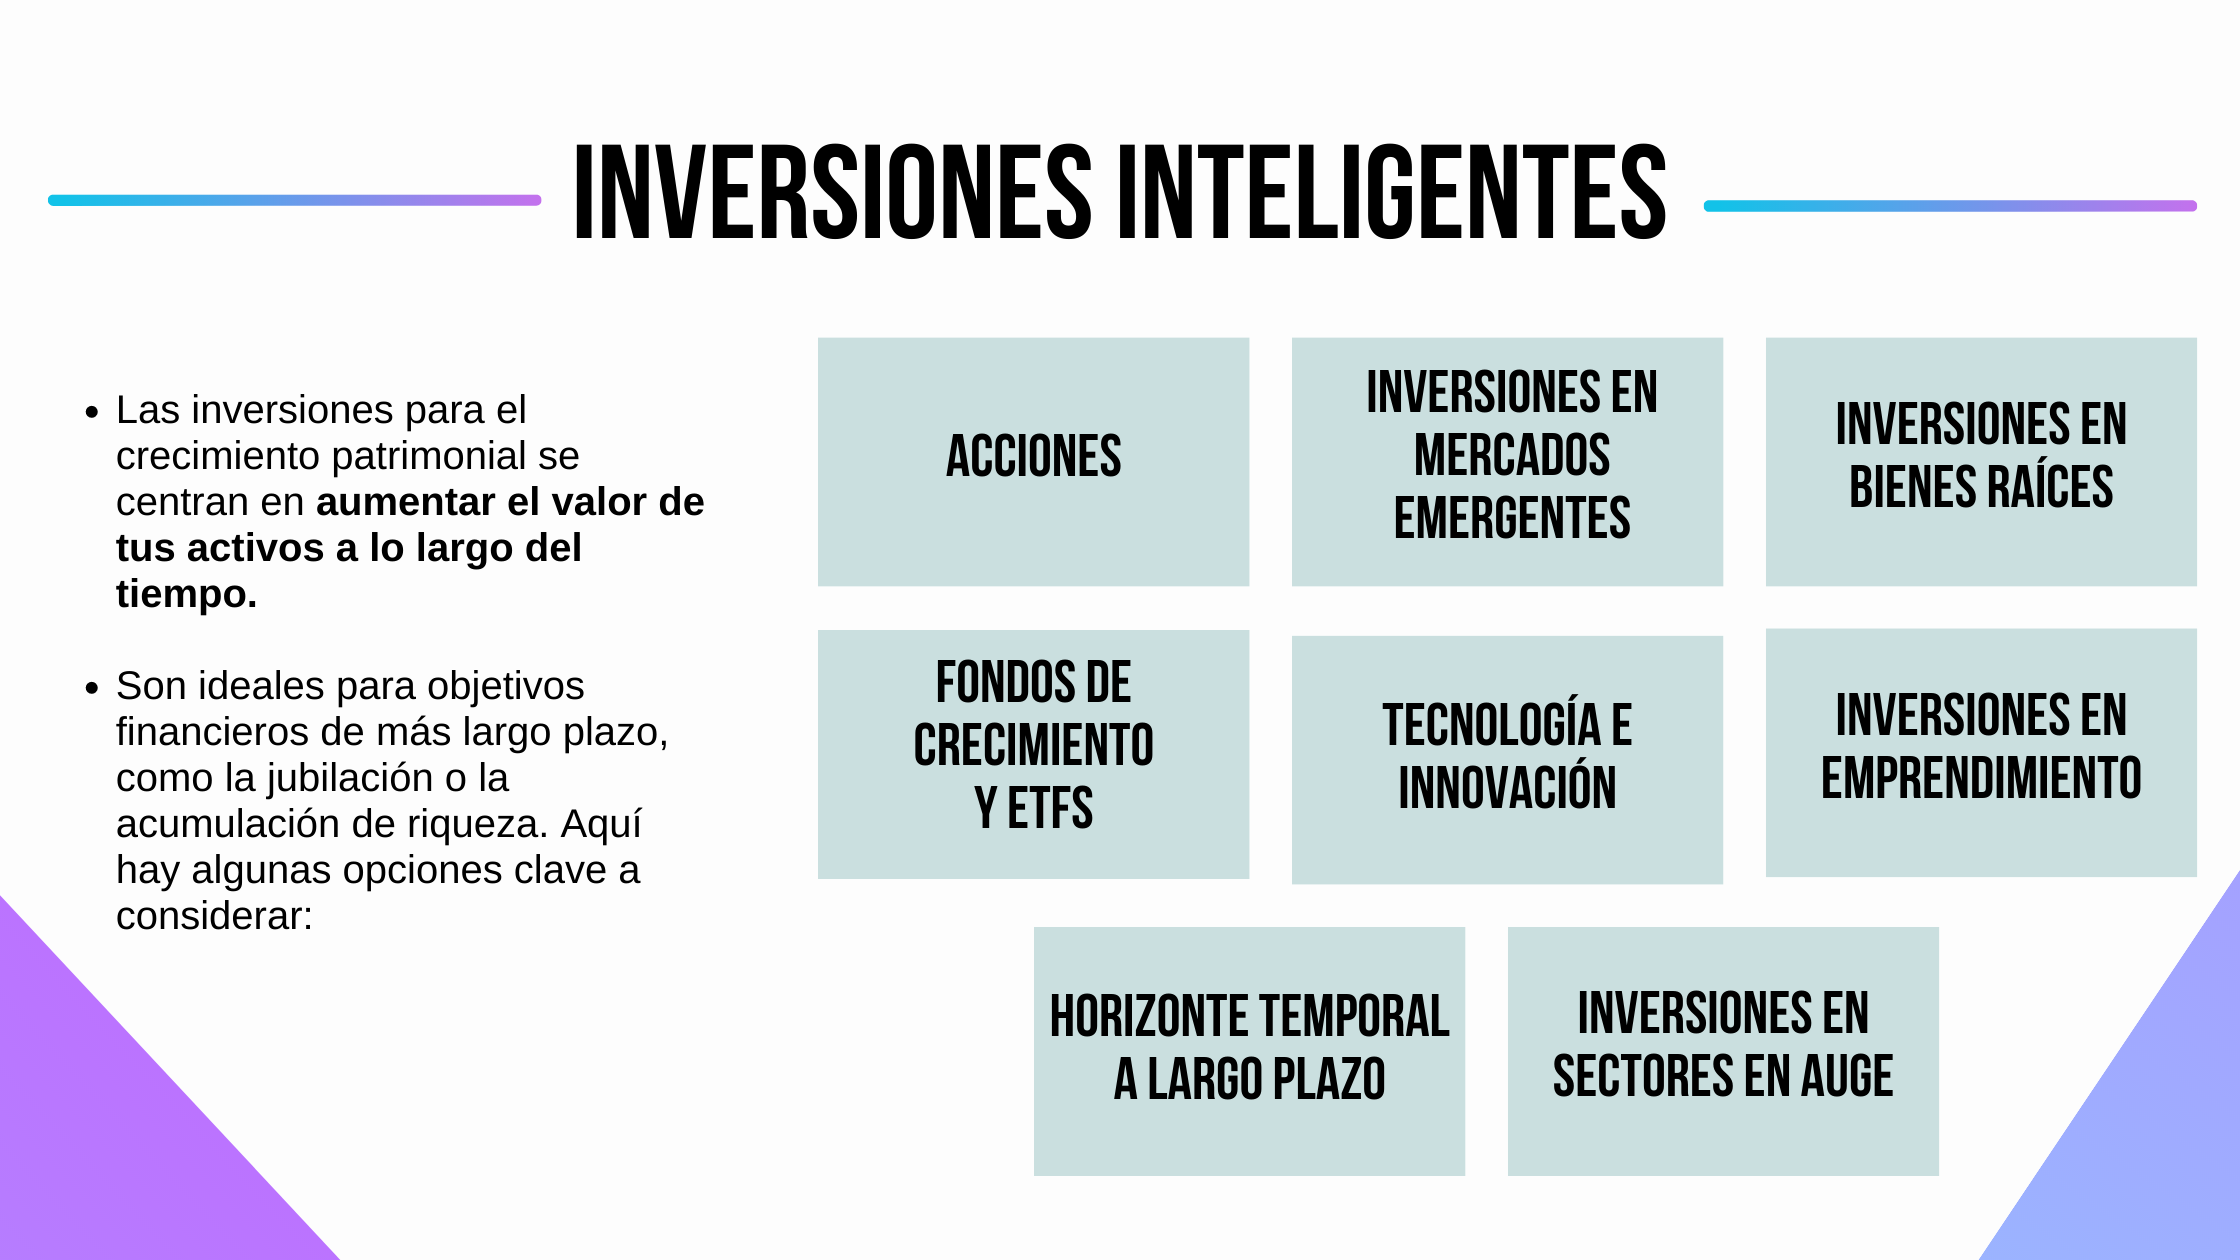 INVERSIONES INTELIGENTES
• Las inversiones para el
crecimiento patrimonial se
centran en aumentar el valor de
tus activos a lo largo del
tiempo.
• Son ideales para objetivos
financieros de más largo plazo,
como la jubilación o la
acumulación de riqueza. Aquí
hay algunas opciones clave a
considerar:
ACCIONES
INVERSIONES EN
MERCADOS
EMERGENTES
INVERSIONES EN
BIENES RAÍCES
FONDOS DE
CRECIMIENTO
Y ETFS
TECNOLOGÍA E
INNOVACIÓN
INVERSIONES EN
EMPRENDIMIENTO
HORIZONTE TEMPORAL
A LARGO PLAZO
INVERSIONES EN
SECTORES EN AUGE